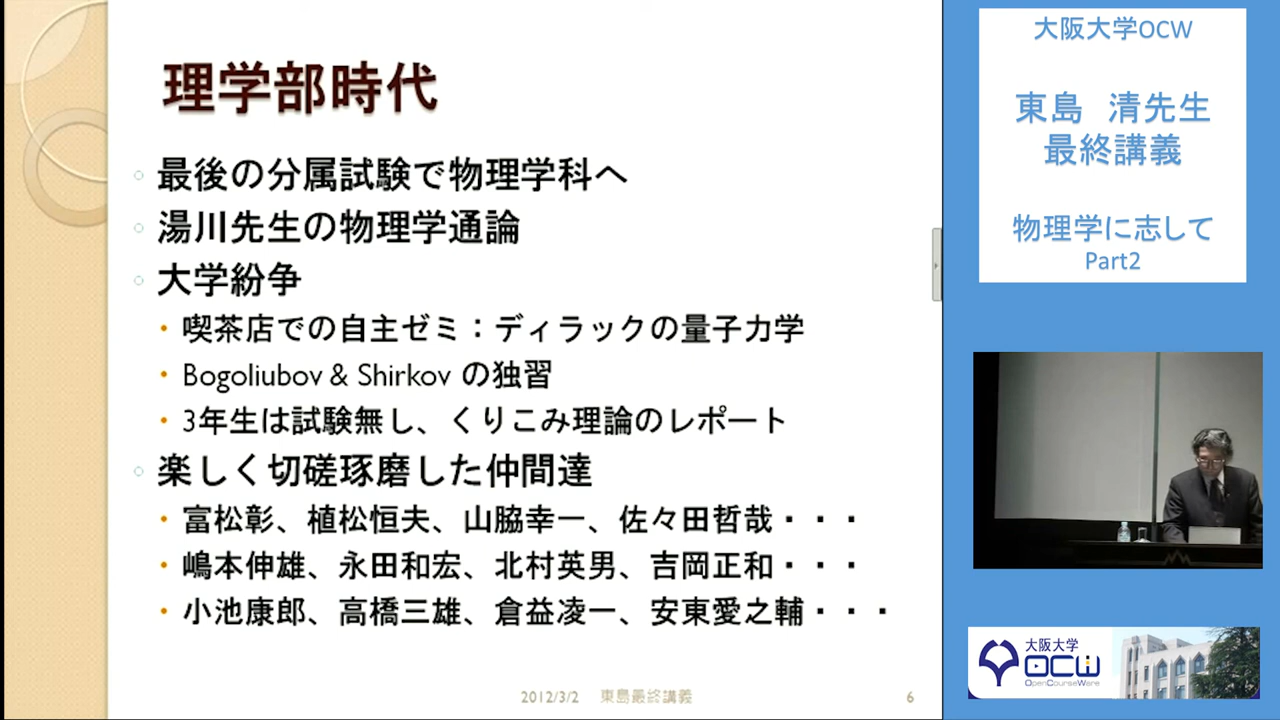 理学部時代
最後の分属試験で物理学科へ
湯川先生の物理学通論
大学紛争
喫茶店での自主ゼミ：ディラックの量子力学
Bogoliubov & Shirkov の独習
3年生は試験無し、くりこみ理論のレポート
楽しく切磋琢磨した仲間達
富松彰、植松恒夫、山脇幸一、佐々田哲哉・・・
嶋本伸雄、永田和宏、北村英男、吉岡正和・・・
小池康郎、高橋三雄、倉益凌一、安東愛之輔・・・
2012/3/2 東島最終講義 6
大阪大学OCW
東島 清先生
最終講義
物理学に志して
Part2
大阪大学
OCW
OpenCourseWare